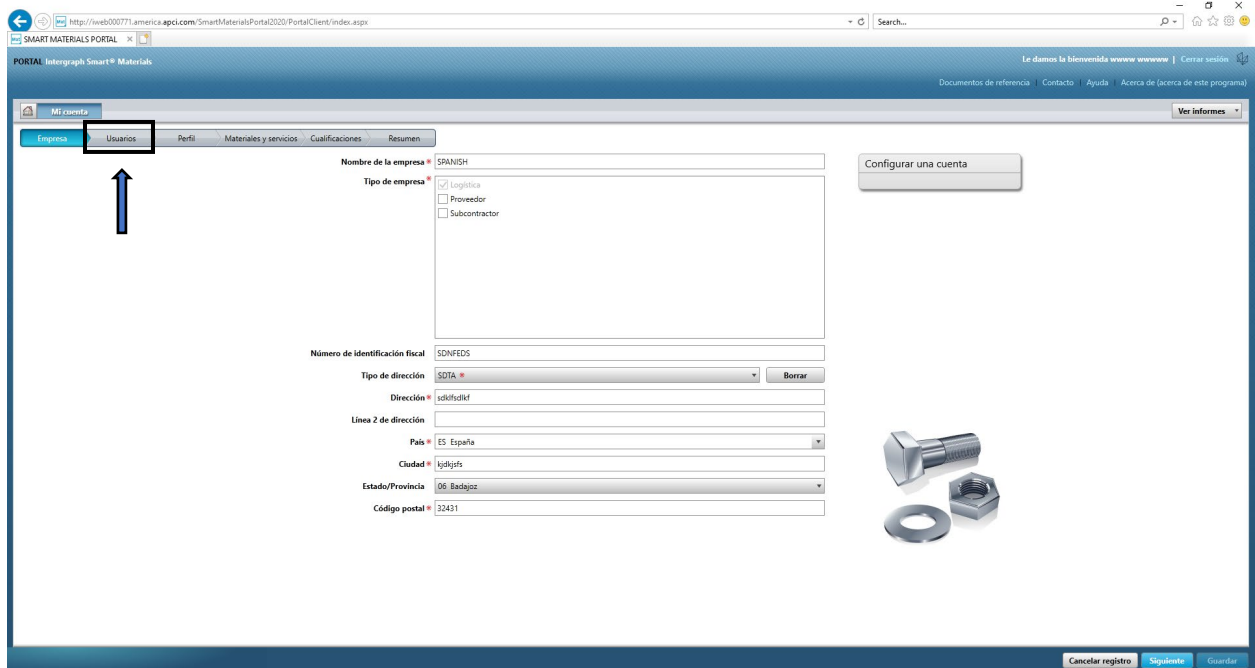 http://iweb000771.america.apci.com/SmartMaterialsPortal2020/PortalClient/index.aspx
Search...
SMART MATERIALS PORTAL
PORTAL Intergraph Smart® Materials
Le damos la bienvenida wwww wwwww | Cerrar sesión
Documentos de referencia | Contacto | Ayuda | Acerca de (acerca de este programa)
Mi cuenta
Ver informes
Empresa Usuarios Perfil Materiales y servicios Cualificaciones Resumen
Nombre de la empresa * SPANISH
Configurar una cuenta
Tipo de empresa *
Logística
Proveedor
Subcontractor
Número de identificación fiscal SDNFEDS
Tipo de dirección SDTA * Borrar
Dirección * sdklfsdlkf
Línea 2 de dirección
País * ES España
Ciudad * kjdkjsfs
Estado/Provincia 06 Badajoz
Código postal * 32431
Cancelar registro Siguiente Guardar